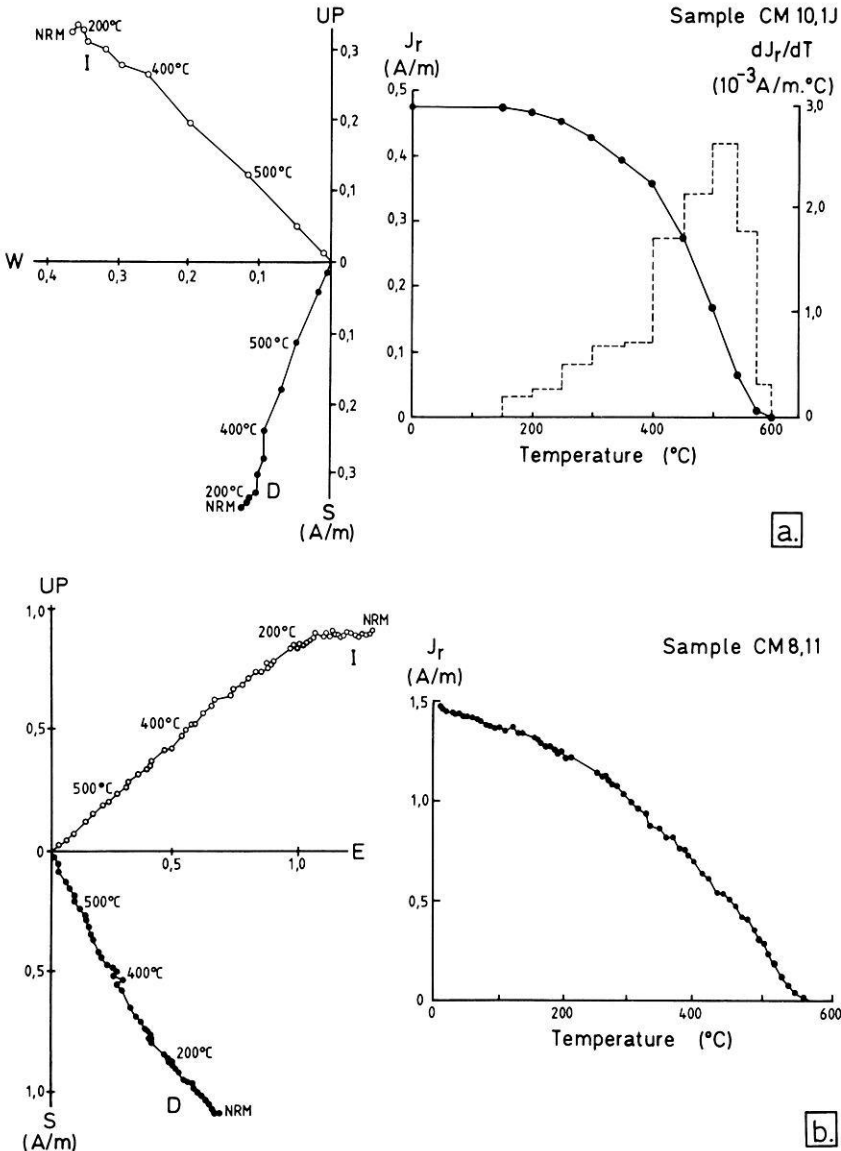 UP
NRM
200°C
I
400°C
500°C
0,3
0,2
0,1
0
W
0,4
0,3
0,2
0,1
0,1
0,2
0,3
500°C
400°C
200°C
D
NRM
S
(A/m)
Sample CM 10,1J
Jr
(A/m)
dJr/dT
(10⁻³A/m.°C)
0,5
0,4
0,3
0,2
0,1
0
3,0
2,0
1,0
0
200
400
600
Temperature (°C)
a.
UP
1,0
0,5
0
NRM
200°C
I
400°C
500°C
0,5
1,0
E
500°C
400°C
200°C
0,5
1,0
D
NRM
S
(A/m)
Sample CM 8,11
Jr
(A/m)
1,5
1,0
0,5
0
0
200
400
600
Temperature (°C)
b.